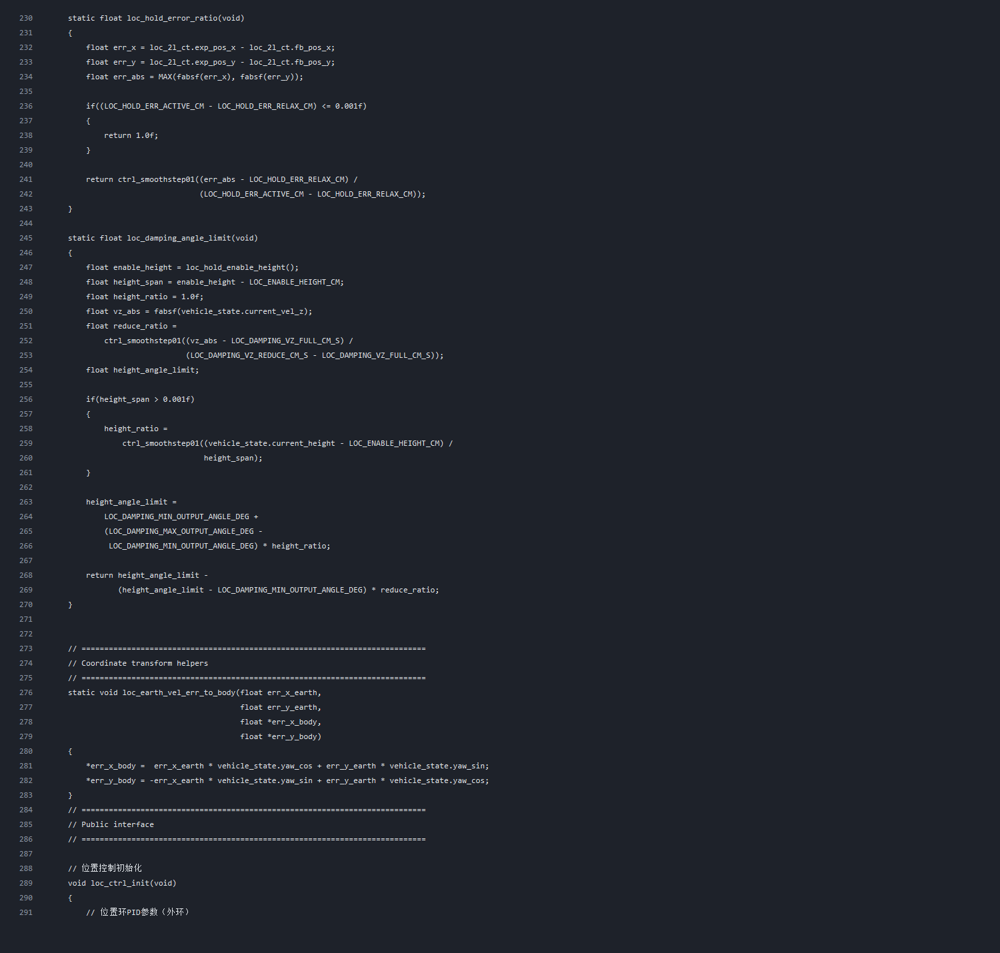 230 static float loc_hold_error_ratio(void)
231 {
232     float err_x = loc_2l_ct.exp_pos_x - loc_2l_ct.fb_pos_x;
233     float err_y = loc_2l_ct.exp_pos_y - loc_2l_ct.fb_pos_y;
234     float err_abs = MAX(fabsf(err_x), fabsf(err_y));
235
236     if((LOC_HOLD_ERR_ACTIVE_CM - LOC_HOLD_ERR_RELAX_CM) <= 0.001f)
237     {
238         return 1.0f;
239     }
240
241     return ctrl_smoothstep01((err_abs - LOC_HOLD_ERR_RELAX_CM) /
242                              (LOC_HOLD_ERR_ACTIVE_CM - LOC_HOLD_ERR_RELAX_CM));
243 }
244
245 static float loc_damping_angle_limit(void)
246 {
247     float enable_height = loc_hold_enable_height();
248     float height_span = enable_height - LOC_ENABLE_HEIGHT_CM;
249     float height_ratio = 1.0f;
250     float vz_abs = fabsf(vehicle_state.current_vel_z);
251     float reduce_ratio =
252         ctrl_smoothstep01((vz_abs - LOC_DAMPING_VZ_FULL_CM_S) /
253                           (LOC_DAMPING_VZ_REDUCE_CM_S - LOC_DAMPING_VZ_FULL_CM_S));
254     float height_angle_limit;
255
256     if(height_span > 0.001f)
257     {
258         height_ratio =
259             ctrl_smoothstep01((vehicle_state.current_height - LOC_ENABLE_HEIGHT_CM) /
260                               height_span);
261     }
262
263     height_angle_limit =
264         LOC_DAMPING_MIN_OUTPUT_ANGLE_DEG +
265         (LOC_DAMPING_MAX_OUTPUT_ANGLE_DEG -
266          LOC_DAMPING_MIN_OUTPUT_ANGLE_DEG) * height_ratio;
267
268     return height_angle_limit -
269            (height_angle_limit - LOC_DAMPING_MIN_OUTPUT_ANGLE_DEG) * reduce_ratio;
270 }
271
272
273 // ============================================================================
274 // Coordinate transform helpers
275 // ============================================================================
276 static void loc_earth_vel_err_to_body(float err_x_earth,
277                                       float err_y_earth,
278                                       float *err_x_body,
279                                       float *err_y_body)
280 {
281     *err_x_body =  err_x_earth * vehicle_state.yaw_cos + err_y_earth * vehicle_state.yaw_sin;
282     *err_y_body = -err_x_earth * vehicle_state.yaw_sin + err_y_earth * vehicle_state.yaw_cos;
283 }
284 // ============================================================================
285 // Public interface
286 // ============================================================================
287
288 // 位置控制初始化
289 void loc_ctrl_init(void)
290 {
291     // 位置环PID参数（外环）